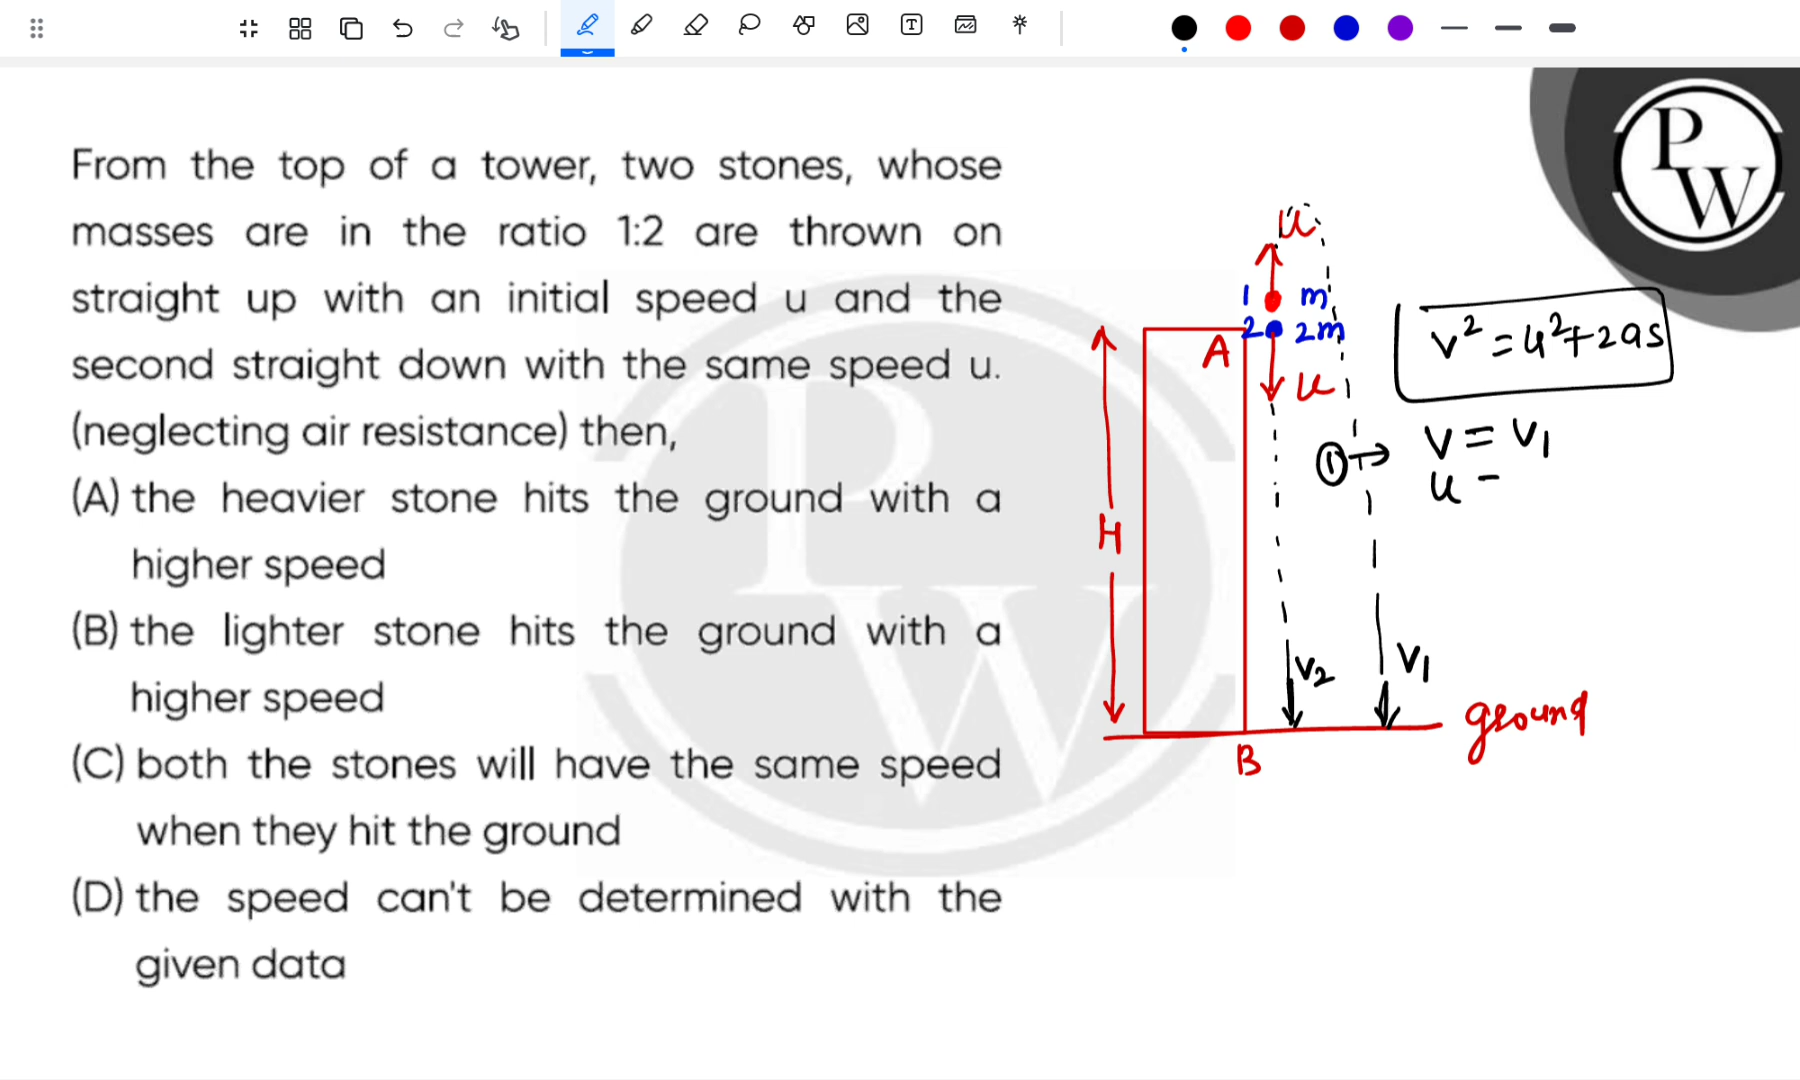 From the top of a tower, two stones, whose
masses are in the ratio 1:2 are thrown on
straight up with an initial speed u and the
second straight down with the same speed u.
(neglecting air resistance) then,
(A) the heavier stone hits the ground with a
higher speed
(B) the lighter stone hits the ground with a
higher speed
(C) both the stones will have the same speed
when they hit the ground
(D) the speed can't be determined with the
given data
PW
PW
u
1 m
2 2m
A
u
H
v² = u² + 2as
① → v = v₁
u -
v₂
v₁
ground
B